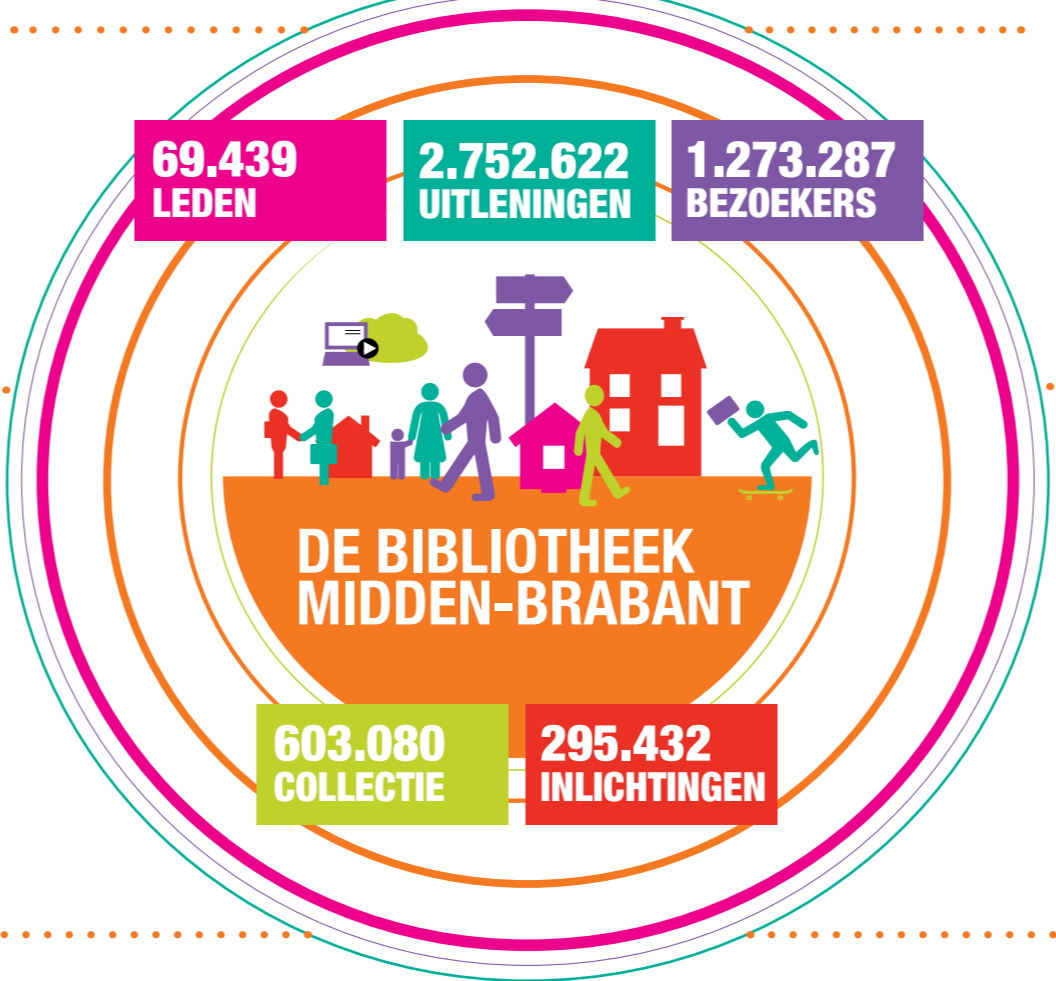 69.439
LEDEN
2.752.622
UITLENINGEN
1.273.287
BEZOEKERS
DE BIBLIOTHEEK
MIDDEN-BRABANT
603.080
COLLECTIE
295.432
INLICHTINGEN